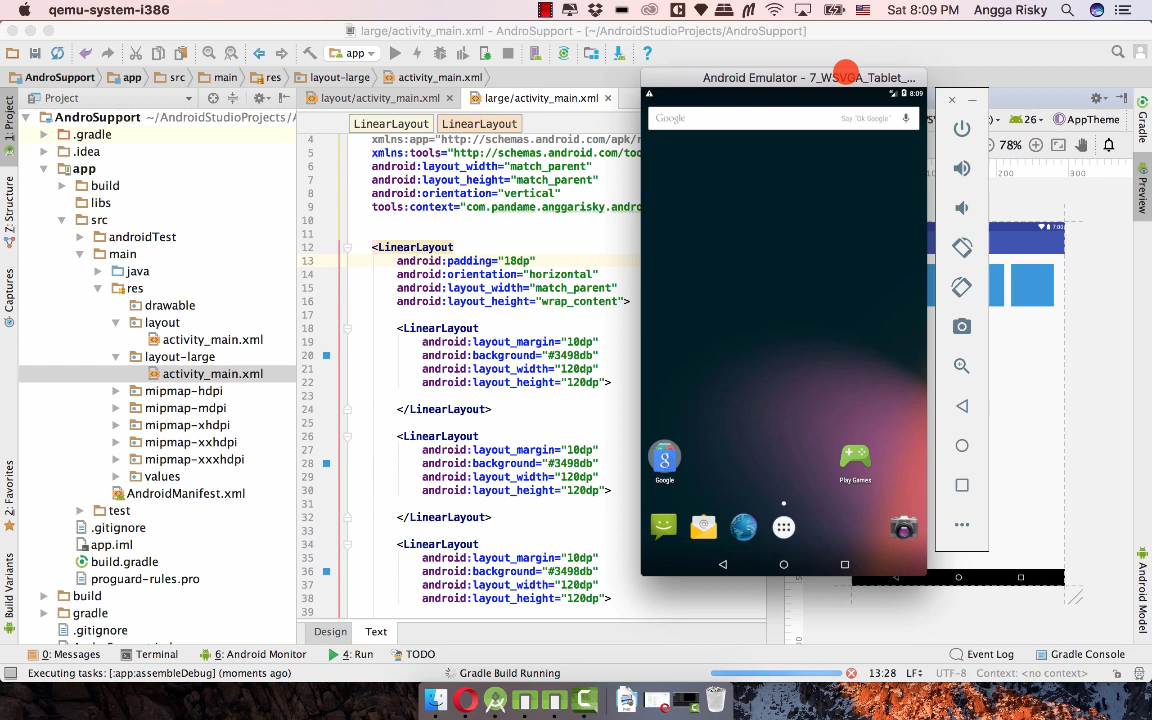 qemu-system-i386
Sat 8:09 PM
Angga Risky
large/activity_main.xml - AndroSupport - [~/AndroidStudioProjects/AndroSupport]
app
AndroSupport
app
src
main
res
layout-large
activity_main.xml
Project
layout/activity_main.xml
large/activity_main.xml
1: Project
Z: Structure
Captures
2: Favorites
Build Variants
AndroSupport ~/AndroidStudioProjects/
.gradle
.idea
app
build
libs
src
androidTest
main
java
res
drawable
layout
activity_main.xml
layout-large
activity_main.xml
mipmap-hdpi
mipmap-mdpi
mipmap-xhdpi
mipmap-xxhdpi
mipmap-xxxhdpi
values
AndroidManifest.xml
test
.gitignore
app.iml
build.gradle
proguard-rules.pro
build
gradle
.gitignore
LinearLayout
LinearLayout
4 xmlns:app="http://schemas.android.com/apk/r
5 xmlns:tools="http://schemas.android.com/too
6 android:layout_width="match_parent"
7 android:layout_height="match_parent"
8 android:orientation="vertical"
9 tools:context="com.pandame.anggarisky.andro
10
11
12 <LinearLayout
13 android:padding="18dp"
14 android:orientation="horizontal"
15 android:layout_width="match_parent"
16 android:layout_height="wrap_content">
17
18 <LinearLayout
19 android:layout_margin="10dp"
20 android:background="#3498db"
21 android:layout_width="120dp"
22 android:layout_height="120dp">
23
24 </LinearLayout>
25
26 <LinearLayout
27 android:layout_margin="10dp"
28 android:background="#3498db"
29 android:layout_width="120dp"
30 android:layout_height="120dp">
31
32 </LinearLayout>
33
34 <LinearLayout
35 android:layout_margin="10dp"
36 android:background="#3498db"
37 android:layout_width="120dp"
38 android:layout_height="120dp">
39
Design
Text
Android Emulator - 7_WSVGA_Tablet_...
8:09
Google
Say "Ok Google"
Google
Play Games
26
AppTheme
78%
200
300
7:00
Gradle
Preview
Android Model
0: Messages
Terminal
6: Android Monitor
4: Run
TODO
Event Log
Gradle Console
Executing tasks: [:app:assembleDebug] (moments ago)
Gradle Build Running
13:28
LF
UTF-8
Context: <no context>